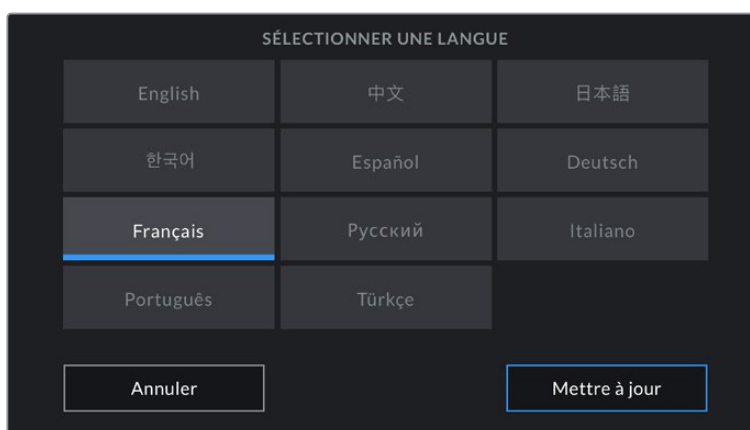 SÉLECTIONNER UNE LANGUE
English 中文 日本語
한국어 Español Deutsch
Français Русский Italiano
Português Türkçe
Annuler Mettre à jour